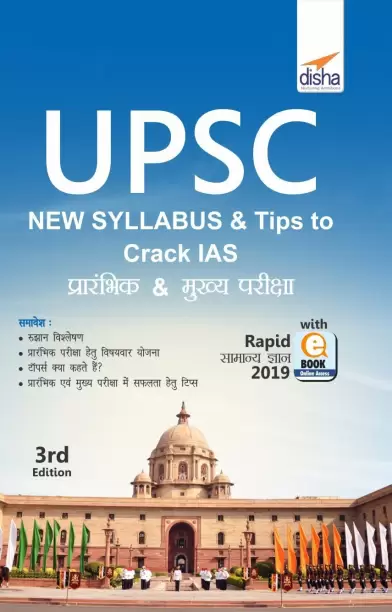 disha
UPSC
NEW SYLLABUS & Tips to
Crack IAS
प्रारंभिक & मुख्य परीक्षा
समावेश :
• रुझान विश्लेषण
• प्रारंभिक परीक्षा हेतु विषयवार योजना
• टॉपर्स क्या कहते हैं?
• प्रारंभिक एवं मुख्य परीक्षा में सफलता हेतु टिप्स
with
Rapid
सामान्य ज्ञान
2019
e
BOOK
Online Access
3rd
Edition